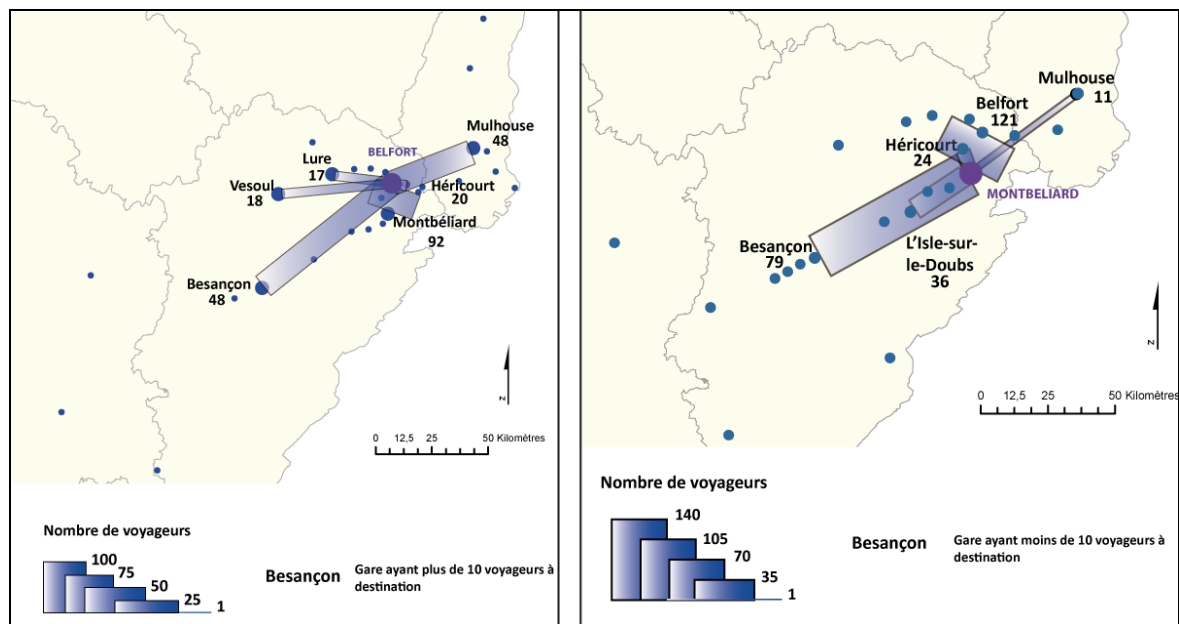 Mulhouse
48
BELFORT
Lure
17
Vesoul
18
Héricourt
20
Montbéliard
92
Besançon
48
z
0 12,5 25 50 Kilomètres
Nombre de voyageurs
100
75
50
25
1
Besançon
Gare ayant plus de 10 voyageurs à
destination
Mulhouse
11
Belfort
121
Héricourt
24
MONTBELIARD
Besançon
79
L'Isle-sur-
le-Doubs
36
z
0 12,5 25 50 Kilomètres
Nombre de voyageurs
140
105
70
35
1
Besançon
Gare ayant moins de 10 voyageurs à
destination